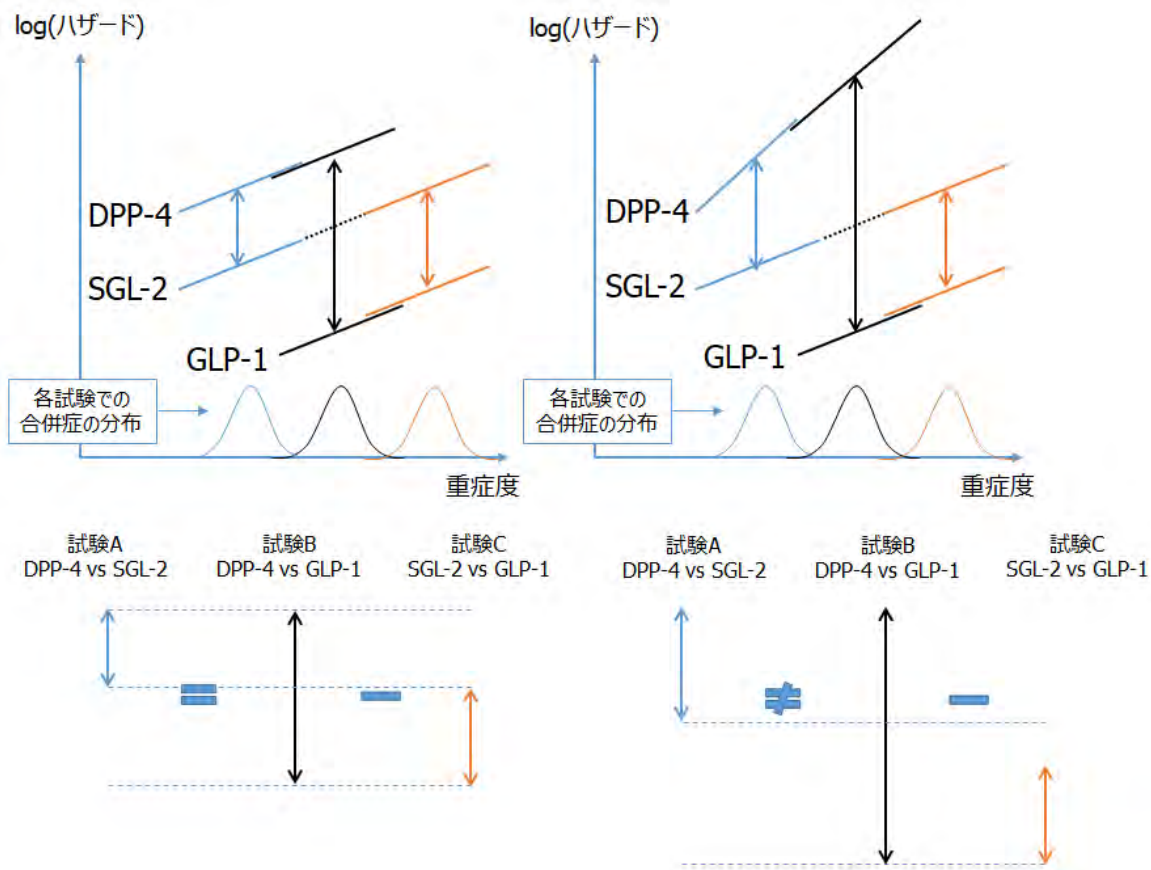 log(ハザード)
DPP-4
SGL-2
GLP-1
各試験での
合併症の分布
重症度
log(ハザード)
DPP-4
SGL-2
GLP-1
各試験での
合併症の分布
重症度
試験A
DPP-4 vs SGL-2
試験B
DPP-4 vs GLP-1
試験C
SGL-2 vs GLP-1
試験A
DPP-4 vs SGL-2
試験B
DPP-4 vs GLP-1
試験C
SGL-2 vs GLP-1